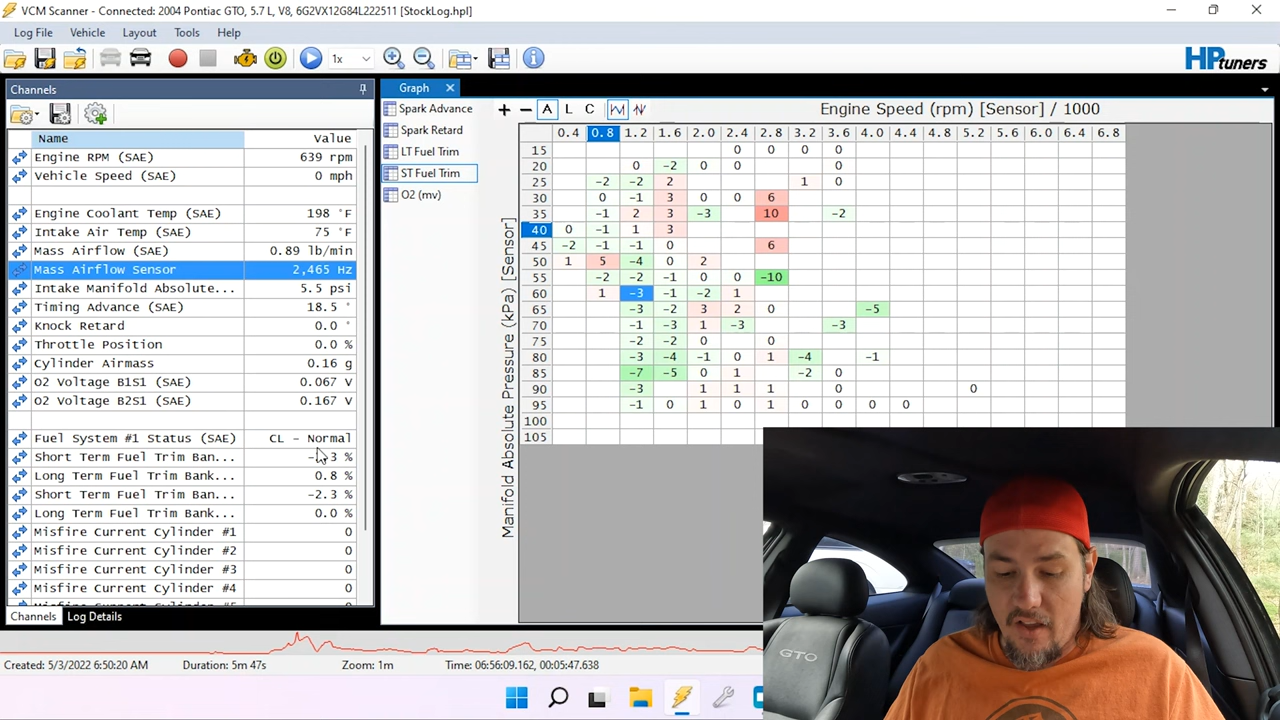 VCM Scanner - Connected: 2004 Pontiac GTO, 5.7 L, V8, 6G2VX12G84L222511 [StockLog.hpl]
Log File Vehicle Layout Tools Help
1x
HPtuners
Channels
Name Value
Engine RPM (SAE) 639 rpm
Vehicle Speed (SAE) 0 mph
Engine Coolant Temp (SAE) 198 °F
Intake Air Temp (SAE) 75 °F
Mass Airflow (SAE) 0.89 lb/min
Mass Airflow Sensor 2,465 Hz
Intake Manifold Absolute... 5.5 psi
Timing Advance (SAE) 18.5 °
Knock Retard 0.0 °
Throttle Position 0.0 %
Cylinder Airmass 0.16 g
O2 Voltage B1S1 (SAE) 0.067 V
O2 Voltage B2S1 (SAE) 0.167 V
Fuel System #1 Status (SAE) CL - Normal
Short Term Fuel Trim Ban... %
Long Term Fuel Trim Bank... 0.8 %
Short Term Fuel Trim Ban... -2.3 %
Long Term Fuel Trim Bank... 0.0 %
Misfire Current Cylinder #1 0
Misfire Current Cylinder #2 0
Misfire Current Cylinder #3 0
Misfire Current Cylinder #4 0
Channels Log Details
Graph
Spark Advance
Spark Retard
LT Fuel Trim
ST Fuel Trim
O2 (mv)
+ - A L C
Engine Speed (rpm) [Sensor] / 1000
Manifold Absolute Pressure (kPa) [Sensor]
0.4 0.8 1.2 1.6 2.0 2.4 2.8 3.2 3.6 4.0 4.4 4.8 5.2 5.6 6.0 6.4 6.8
15 0 0 0 0
20 0 -2 0 0 0
25 -2 -2 2 1 0
30 0 -1 3 0 0 6
35 -1 2 3 -3 10 -2
40 0 -1 1 3
45 -2 -1 -1 0 6
50 1 5 -4 0 2
55 -2 -2 -1 0 0 -10
60 1 -3 -1 -2 1
65 -3 -2 3 2 0 -5
70 -1 -3 1 -3 -3
75 -2 -2 0 0
80 -3 -4 -1 0 1 -4 -1
85 -7 -5 0 1 -2 0
90 -3 1 1 1 0 0
95 -1 0 1 0 1 0 0 0 0
100
105
GTO
Created: 5/3/2022 6:50:20 AM Duration: 5m 47s Zoom: 1m Time: 06:56:09.162, 00:05:47.638